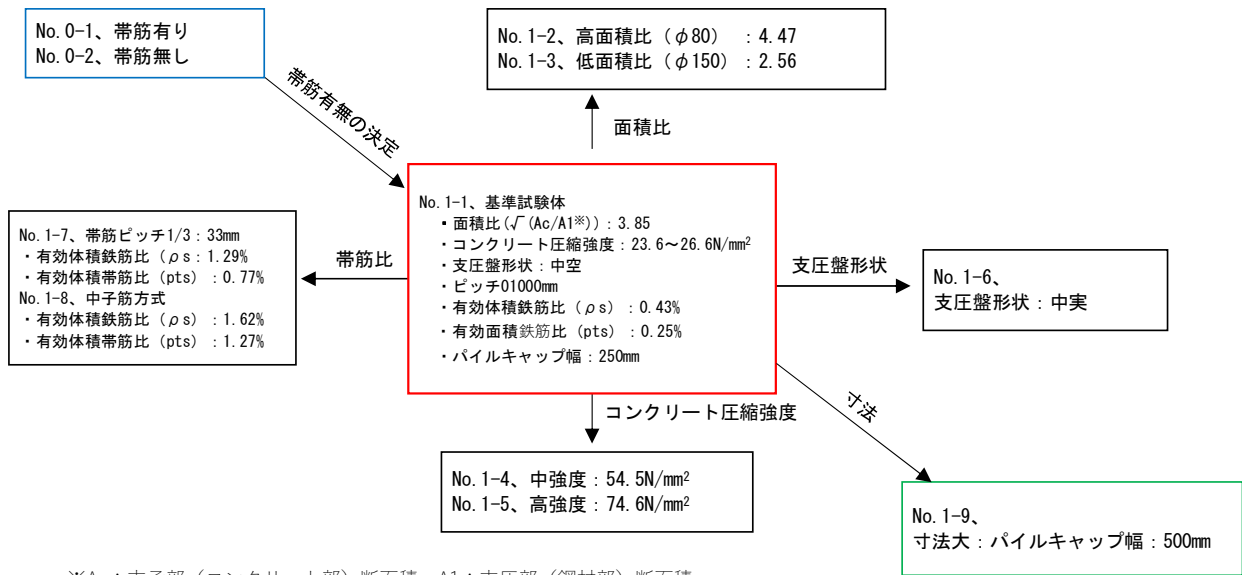 No.0-1、帯筋有り
No.0-2、帯筋無し
No.1-2、高面積比（φ80） ：4.47
No.1-3、低面積比（φ150）：2.56
帯筋有無の決定
面積比
No.1-1、基準試験体
・面積比(√(Ac/A1※))：3.85
・コンクリート圧縮強度：23.6～26.6N/mm²
・支圧盤形状：中空
・ピッチ01000mm
・有効体積鉄筋比（ρs）：0.43%
・有効面積鉄筋比（pts）：0.25%
・パイルキャップ幅：250mm
No.1-7、帯筋ピッチ1/3：33mm
・有効体積鉄筋比（ρs：1.29%
・有効体積帯筋比（pts）：0.77%
No.1-8、中子筋方式
・有効体積鉄筋比（ρs）：1.62%
・有効体積帯筋比（pts）：1.27%
帯筋比
支圧盤形状
No.1-6、
支圧盤形状：中実
コンクリート圧縮強度
寸法
No.1-4、中強度：54.5N/mm²
No.1-5、高強度：74.6N/mm²
No.1-9、
寸法大：パイルキャップ幅：500mm